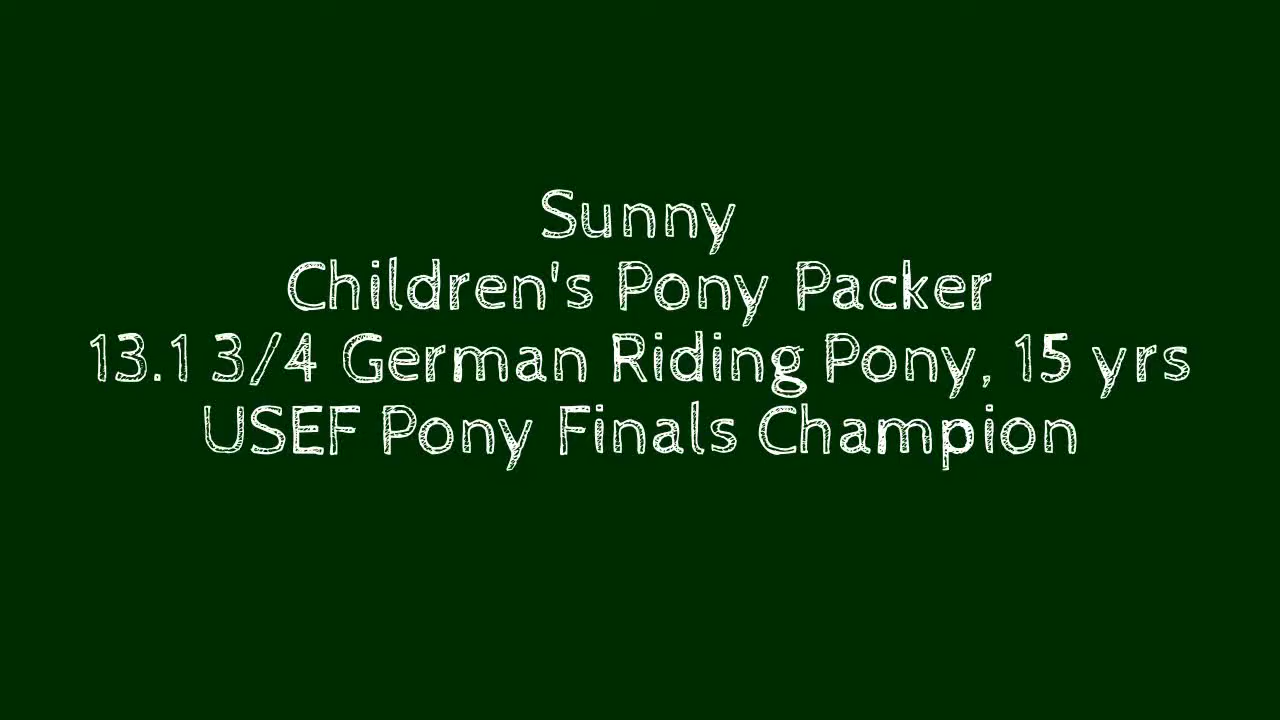 Sunny
Children's Pony Packer
13.1 3/4 German Riding Pony, 15 yrs
USEF Pony Finals Champion